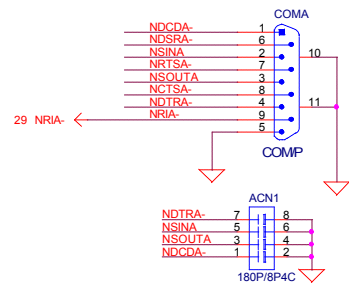 COMA
NDCDA- 1
NDSRA- 6
NSINA 2 10
NRTSA- 7
NSOUTA 3
NCTSA- 8
NDTRA- 4 11
29 NRIA- NRIA- 9
5
COM/P
ACN1
NDTRA- 7 8
NSINA 5 6
NSOUTA 3 4
NDCDA- 1 2
180P/8P4C